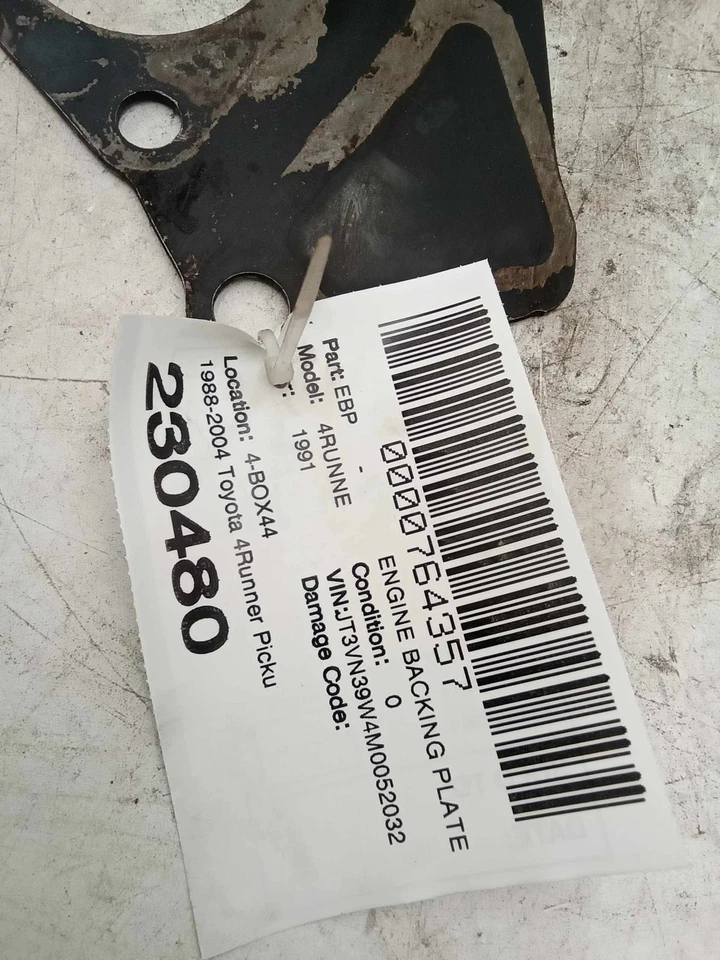 0000764357
Part: EBP - ENGINE BACKING PLATE
Model: 4RUNNE Condition: 0
r: 1991 VIN:JT3VN39W4M0052032
Damage Code:
Location: 4-BOX44
1988-2004 Toyota 4Runner Picku
230480